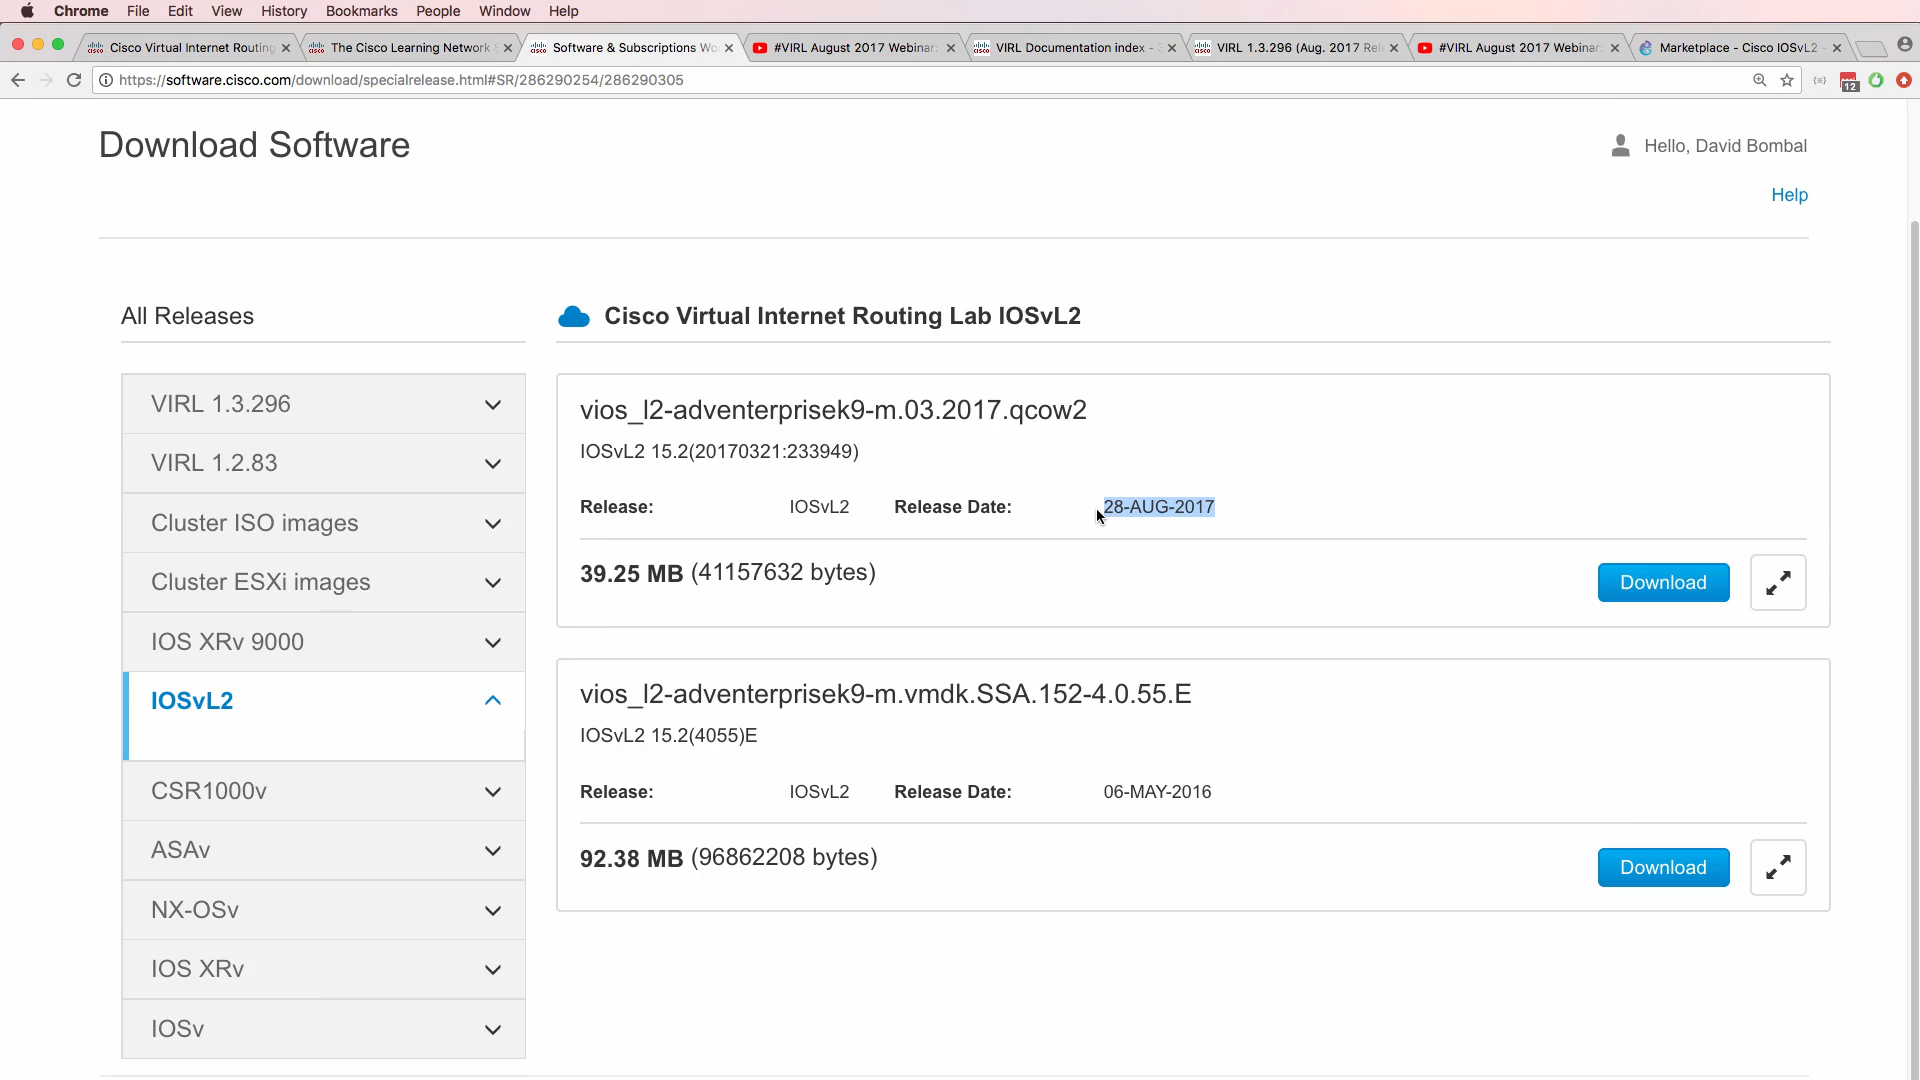 Chrome File Edit View History Bookmarks People Window Help
Cisco Virtual Internet Routing The Cisco Learning Network S Software & Subscriptions Wo #VIRL August 2017 Webinar: VIRL Documentation index - VIRL 1.3.296 (Aug. 2017 Rel #VIRL August 2017 Webinar: Marketplace - Cisco IOSvL2 -
https://software.cisco.com/download/specialrelease.html#SR/286290254/286290305
12
Download Software
Hello, David Bombal
Help
All Releases
VIRL 1.3.296
VIRL 1.2.83
Cluster ISO images
Cluster ESXi images
IOS XRv 9000
IOSvL2
CSR1000v
ASAv
NX-OSv
IOS XRv
IOSv
Cisco Virtual Internet Routing Lab IOSvL2
vios_l2-adventerprisek9-m.03.2017.qcow2
IOSvL2 15.2(20170321:233949)
Release: IOSvL2 Release Date: 28-AUG-2017
39.25 MB (41157632 bytes)
Download
vios_l2-adventerprisek9-m.vmdk.SSA.152-4.0.55.E
IOSvL2 15.2(4055)E
Release: IOSvL2 Release Date: 06-MAY-2016
92.38 MB (96862208 bytes)
Download